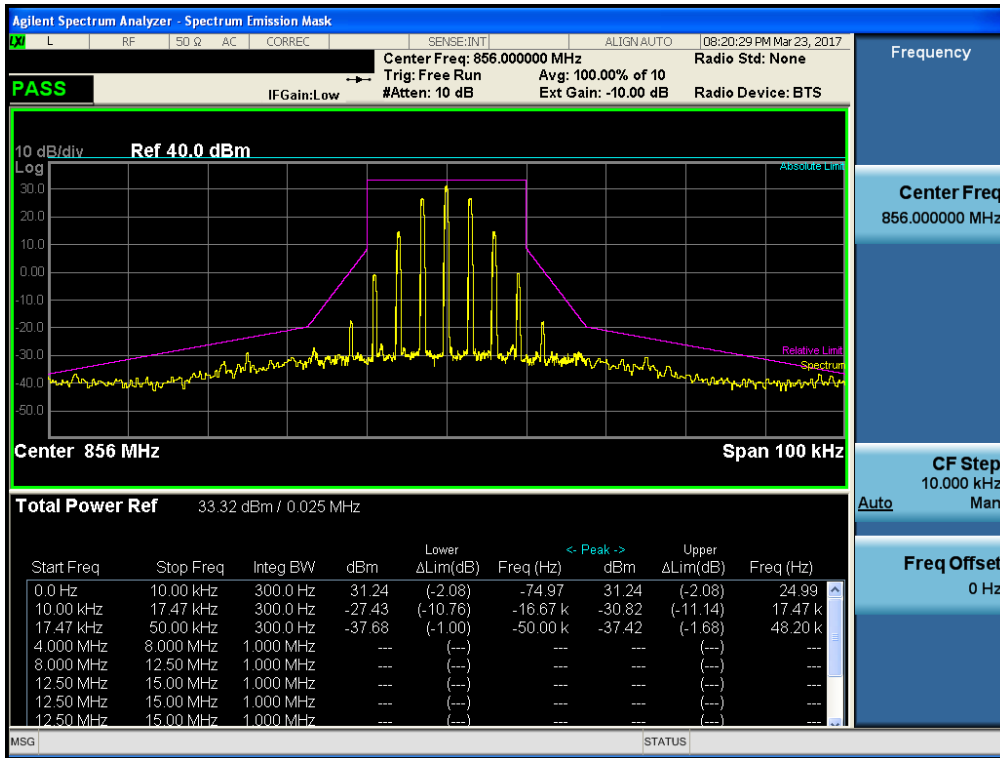 Agilent Spectrum Analyzer - Spectrum Emission Mask
LXI L RF 50 Ω AC CORREC SENSE:INT ALIGN AUTO 08:20:29 PM Mar 23, 2017
Center Freq: 856.000000 MHz Radio Std: None
Trig: Free Run Avg: 100.00% of 10
PASS IFGain:Low #Atten: 10 dB Ext Gain: -10.00 dB Radio Device: BTS
10 dB/div Ref 40.0 dBm
Log
Absolute Limit
30.0
20.0
10.0
0.00
-10.0
-20.0
-30.0
Relative Limit
Spectrum
-40.0
-50.0
Center 856 MHz Span 100 kHz
Total Power Ref 33.32 dBm / 0.025 MHz
Lower <- Peak -> Upper
Start Freq Stop Freq Integ BW dBm ΔLim(dB) Freq (Hz) dBm ΔLim(dB) Freq (Hz)
0.0 Hz 10.00 kHz 300.0 Hz 31.24 (-2.08) -74.97 31.24 (-2.08) 24.99
10.00 kHz 17.47 kHz 300.0 Hz -27.43 (-10.76) -16.67 k -30.82 (-11.14) 17.47 k
17.47 kHz 50.00 kHz 300.0 Hz -37.68 (-1.00) -50.00 k -37.42 (-1.68) 48.20 k
4.000 MHz 8.000 MHz 1.000 MHz --- (---) --- --- (---) ---
8.000 MHz 12.50 MHz 1.000 MHz --- (---) --- --- (---) ---
12.50 MHz 15.00 MHz 1.000 MHz --- (---) --- --- (---) ---
12.50 MHz 15.00 MHz 1.000 MHz --- (---) --- --- (---) ---
12.50 MHz 15.00 MHz 1.000 MHz --- (---) --- --- (---) ---
MSG STATUS
Frequency
Center Freq
856.000000 MHz
CF Step
10.000 kHz
Auto Man
Freq Offset
0 Hz